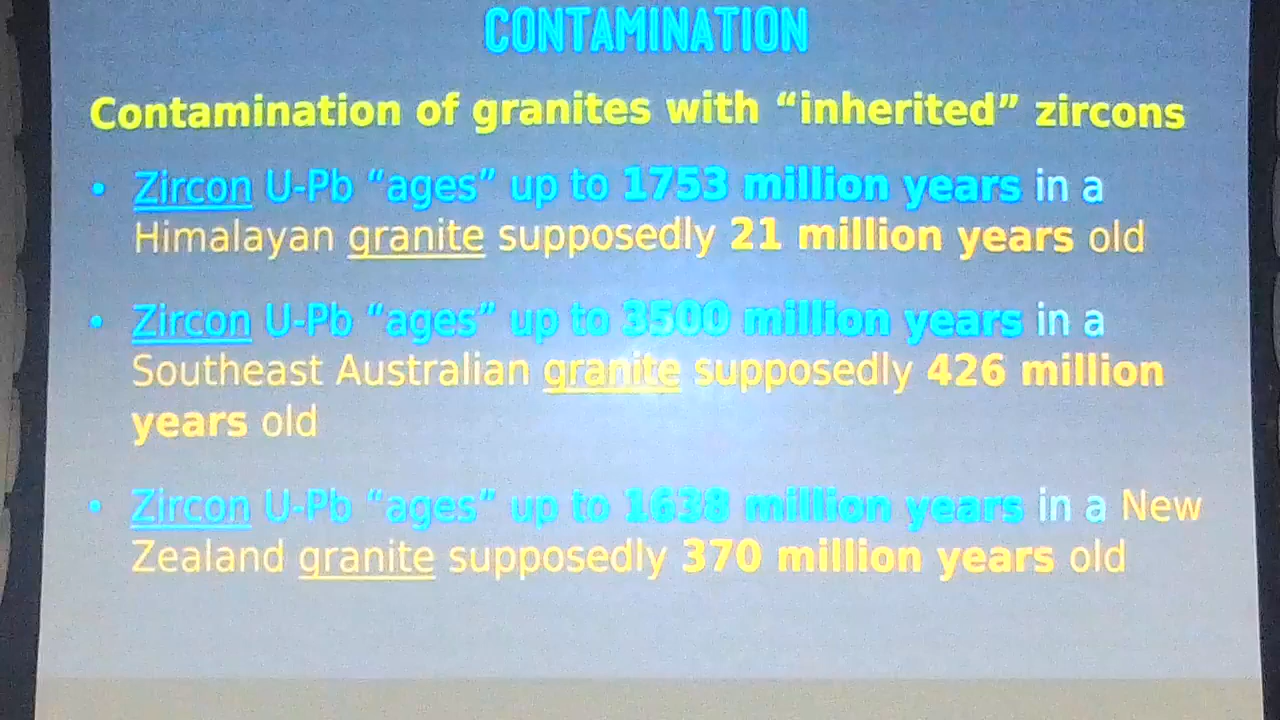 CONTAMINATION
Contamination of granites with “inherited” zircons
• Zircon U-Pb “ages” up to 1753 million years in a
Himalayan granite supposedly 21 million years old
• Zircon U-Pb “ages” up to 3500 million years in a
Southeast Australian granite supposedly 426 million
years old
• Zircon U-Pb “ages” up to 1638 million years in a New
Zealand granite supposedly 370 million years old